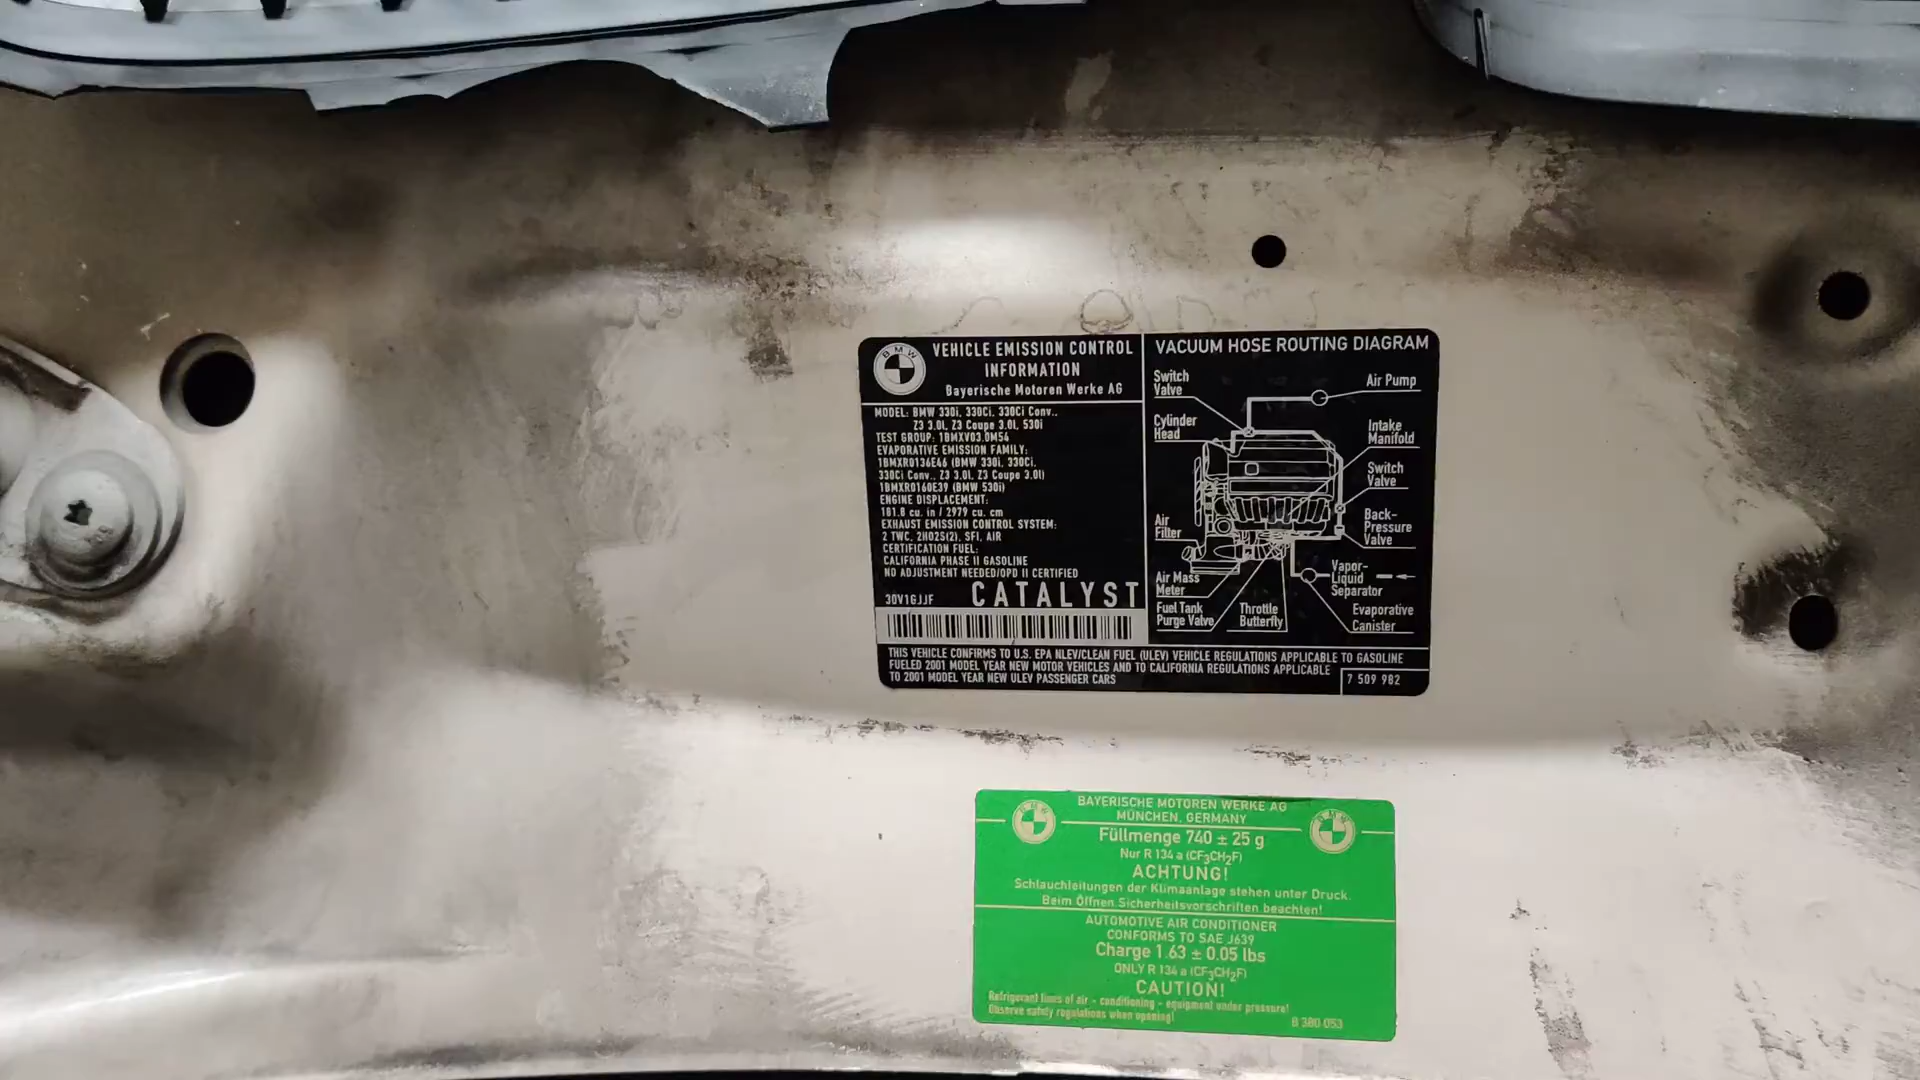 BMW
VEHICLE EMISSION CONTROL
INFORMATION
Bayerische Motoren Werke AG
MODEL: BMW 330i, 330Ci, 330Ci Conv..
Z3 3.0l, Z3 Coupe 3.0l, 530i
TEST GROUP: 1BMXV03.0M54
EVAPORATIVE EMISSION FAMILY:
1BMXR0136E46 (BMW 330i, 330Ci,
330Ci Conv., Z3 3.0l, Z3 Coupe 3.0l)
1BMXR0160E39 (BMW 530i)
ENGINE DISPLACEMENT:
181.8 cu. in / 2979 cu. cm
EXHAUST EMISSION CONTROL SYSTEM:
2 TWC, 2HO2S(2), SFI, AIR
CERTIFICATION FUEL:
CALIFORNIA PHASE II GASOLINE
NO ADJUSTMENT NEEDED/OPD II CERTIFIED
30V1GJJF
CATALYST
VACUUM HOSE ROUTING DIAGRAM
Switch
Valve
Air Pump
Cylinder
Head
Intake
Manifold
Switch
Valve
Air
Filter
Back-
Pressure
Valve
Air Mass
Meter
Vapor-
Liquid
Separator
Fuel Tank
Purge Valve
Throttle
Butterfly
Evaporative
Canister
THIS VEHICLE CONFIRMS TO U.S. EPA NLEV/CLEAN FUEL (ULEV) VEHICLE REGULATIONS APPLICABLE TO GASOLINE
FUELED 2001 MODEL YEAR NEW MOTOR VEHICLES AND TO CALIFORNIA REGULATIONS APPLICABLE
TO 2001 MODEL YEAR NEW ULEV PASSENGER CARS
7 509 982
BAYERISCHE MOTOREN WERKE AG
MÜNCHEN, GERMANY
Füllmenge 740 ± 25 g
Nur R 134 a (CF3CH2F)
ACHTUNG!
Schlauchleitungen der Klimaanlage stehen unter Druck.
Beim Öffnen Sicherheitsvorschriften beachten!
AUTOMOTIVE AIR CONDITIONER
CONFORMS TO SAE J639
Charge 1.63 ± 0.05 lbs
ONLY R 134 a (CF3CH2F)
CAUTION!
Refrigerant lines of air - conditioning - equipment under pressure!
Observe safety regulations when opening!
8 380 053